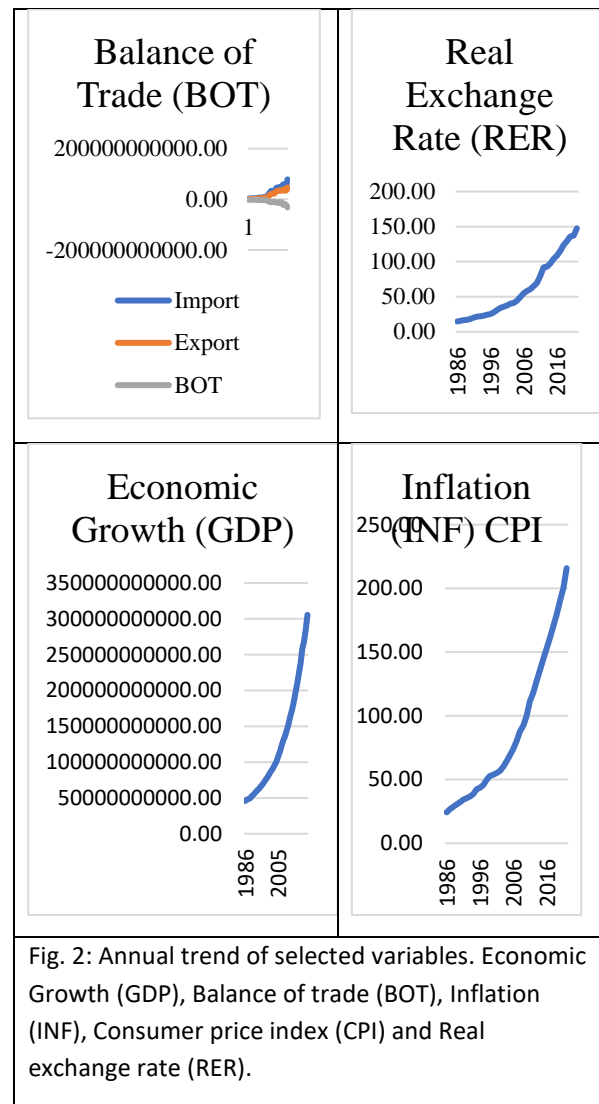 Balance of
Trade (BOT)
200000000000.00
0.00
-200000000000.00
1
Import
Export
BOT
Real
Exchange
Rate (RER)
200.00
150.00
100.00
50.00
0.00
1986
1996
2006
2016
Economic
Growth (GDP)
350000000000.00
300000000000.00
250000000000.00
200000000000.00
150000000000.00
100000000000.00
50000000000.00
0.00
1986
2005
Inflation
(INF) CPI
250.00
200.00
150.00
100.00
50.00
0.00
1986
1996
2006
2016
Fig. 2: Annual trend of selected variables. Economic
Growth (GDP), Balance of trade (BOT), Inflation
(INF), Consumer price index (CPI) and Real
exchange rate (RER).